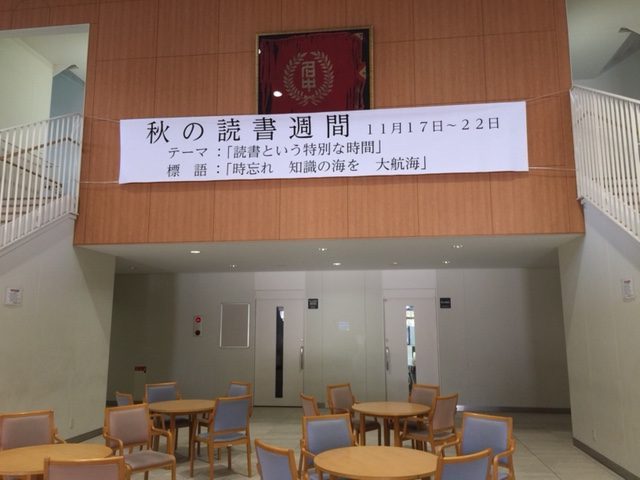 秋の読書週間 11月17日～22日
テーマ:「読書という特別な時間」
標語:「時忘れ 知識の海を 大航海」